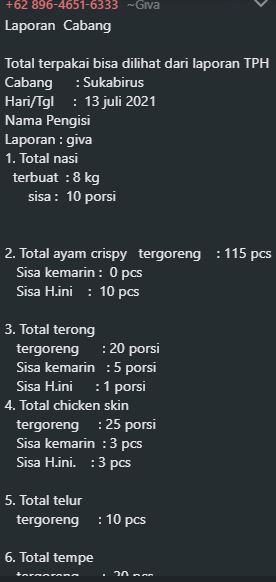 +62 896-4651-6333 ~Giva
Laporan Cabang
Total terpakai bisa dilihat dari laporan TPH
Cabang : Sukabirus
Hari/Tgl : 13 juli 2021
Nama Pengisi
Laporan : giva
1. Total nasi
terbuat : 8 kg
sisa : 10 porsi
2. Total ayam crispy tergoreng : 115 pcs
Sisa kemarin : 0 pcs
Sisa H.ini : 10 pcs
3. Total terong
tergoreng : 20 porsi
Sisa kemarin : 5 porsi
Sisa H.ini : 1 porsi
4. Total chicken skin
tergoreng : 25 porsi
Sisa kemarin : 3 pcs
Sisa H.ini. : 3 pcs
5. Total telur
tergoreng : 10 pcs
6. Total tempe
tergoreng : 20 pcs